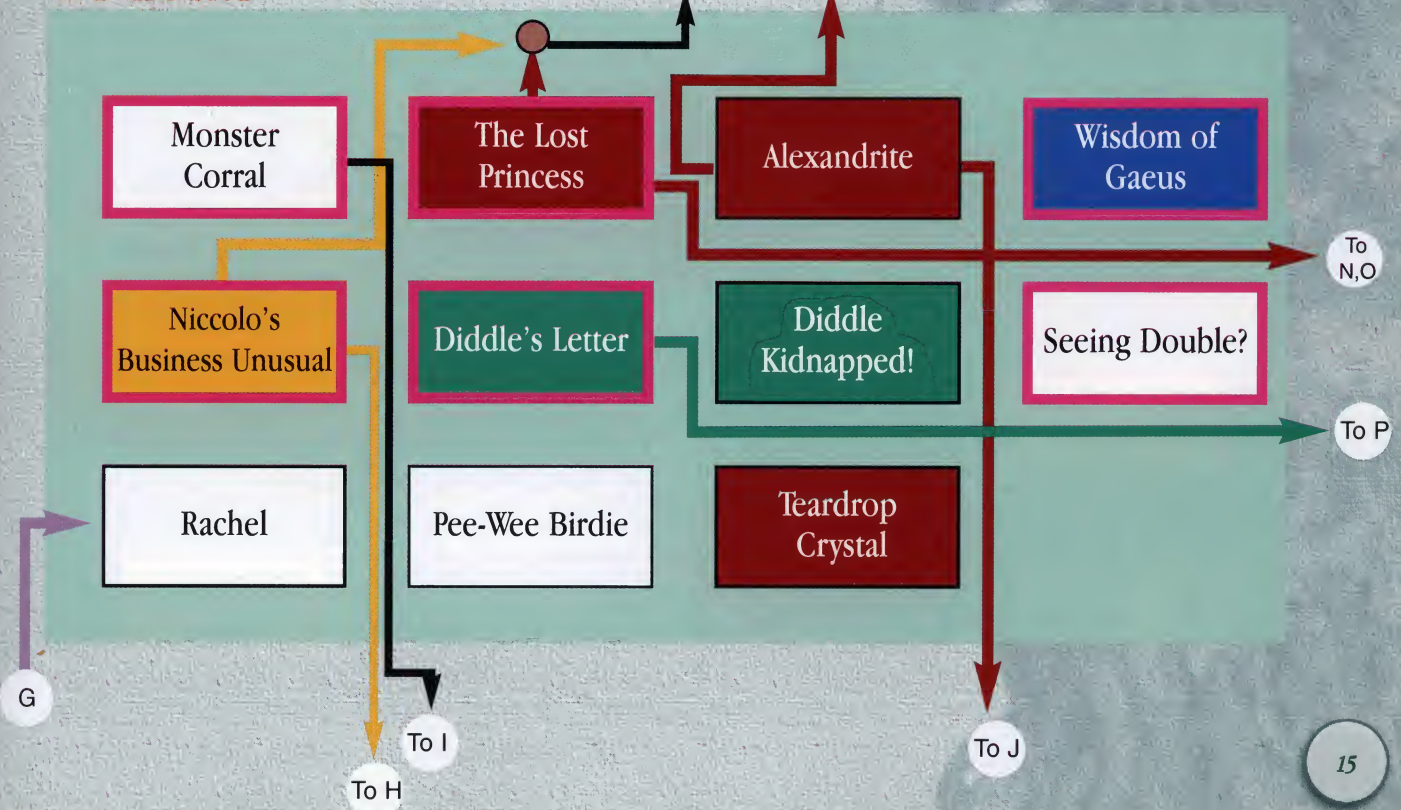 Monster
Corral
The Lost
Princess
Alexandrite
Wisdom of
Gaeus
To
N,O
Niccolo's
Business Unusual
Diddle's Letter
Diddle
Kidnapped!
Seeing Double?
To P
Rachel
Pee-Wee Birdie
Teardrop
Crystal
G
To I
To J
To H
15